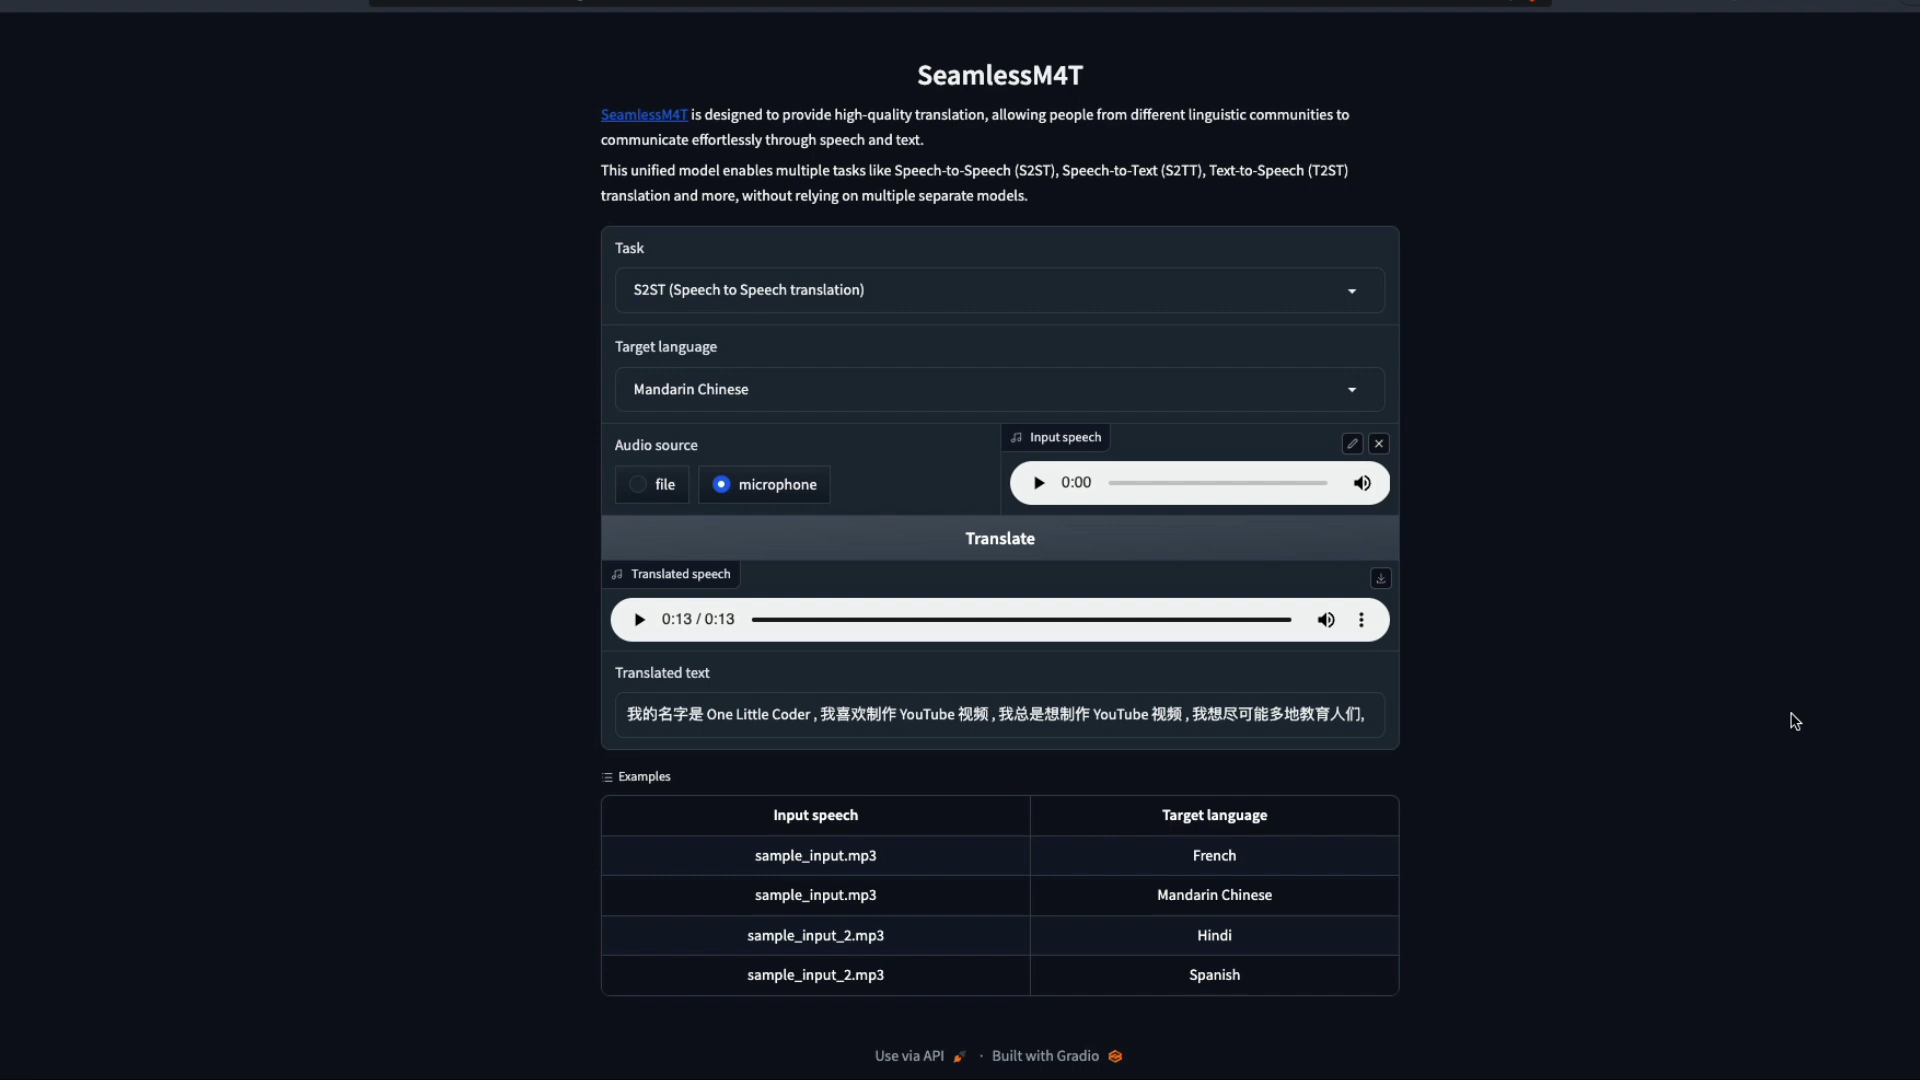 SeamlessM4T
SeamlessM4T is designed to provide high-quality translation, allowing people from different linguistic communities to
communicate effortlessly through speech and text.
This unified model enables multiple tasks like Speech-to-Speech (S2ST), Speech-to-Text (S2TT), Text-to-Speech (T2ST)
translation and more, without relying on multiple separate models.
Task
S2ST (Speech to Speech translation)
Target language
Mandarin Chinese
Audio source
file microphone
Input speech
0:00
Translate
Translated speech
0:13 / 0:13
Translated text
我的名字是 One Little Coder , 我喜欢制作 YouTube 视频 , 我总是想制作 YouTube 视频 , 我想尽可能多地教育人们,
Examples
Input speech Target language
sample_input.mp3 French
sample_input.mp3 Mandarin Chinese
sample_input_2.mp3 Hindi
sample_input_2.mp3 Spanish
Use via API · Built with Gradio